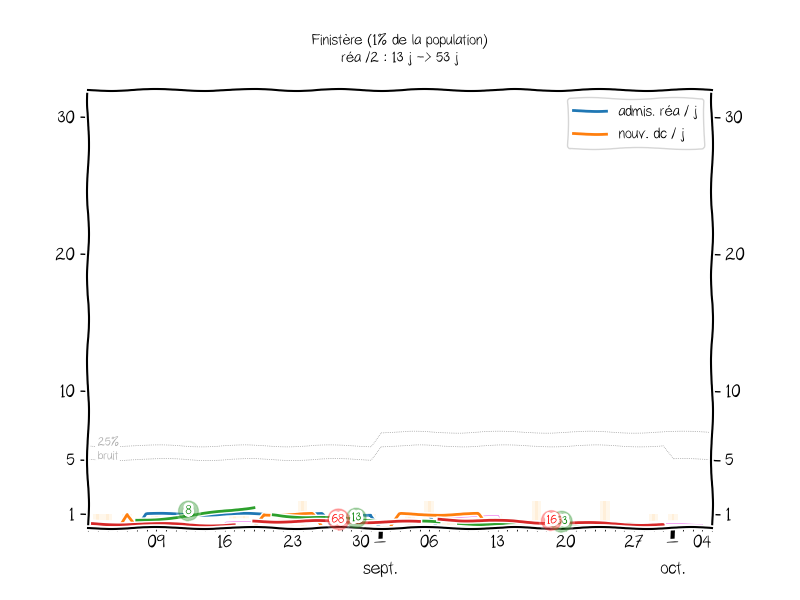 Finistère (1% de la population)
réa /2 : 13 j -> 53 j
admis. réa / j
nouv. dc / j
30 30
20 20
10 10
25%
bruit
5 5
8
68 13 16
1 1
09 16 23 30 06 13 20 27 04
sept. oct.